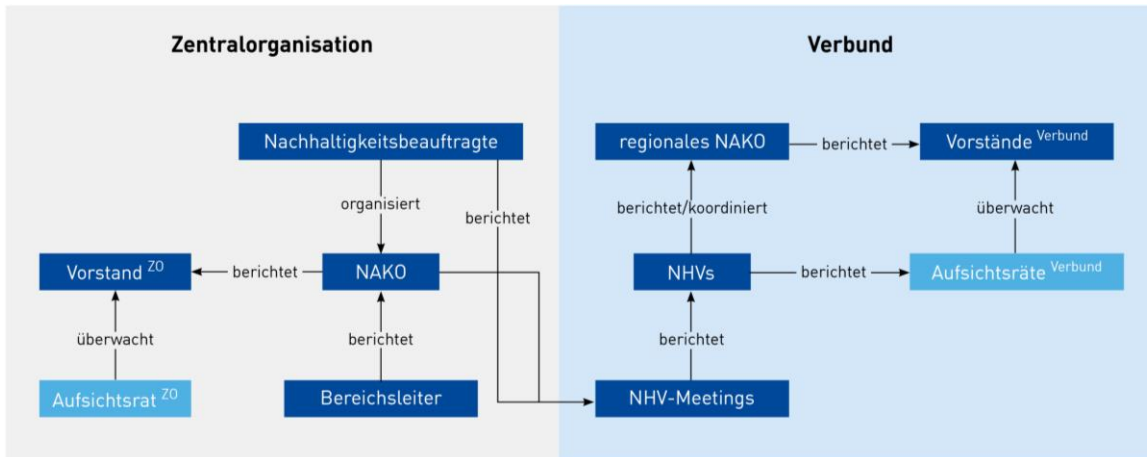 Zentralorganisation
Verbund
Nachhaltigkeitsbeauftragte
regionales NAKO
berichtet
Vorstände Verbund
organisiert
berichtet
berichtet/koordiniert
überwacht
Vorstand ZO
berichtet
NAKO
NHVs
berichtet
Aufsichtsräte Verbund
überwacht
berichtet
berichtet
Aufsichtsrat ZO
Bereichsleiter
NHV-Meetings